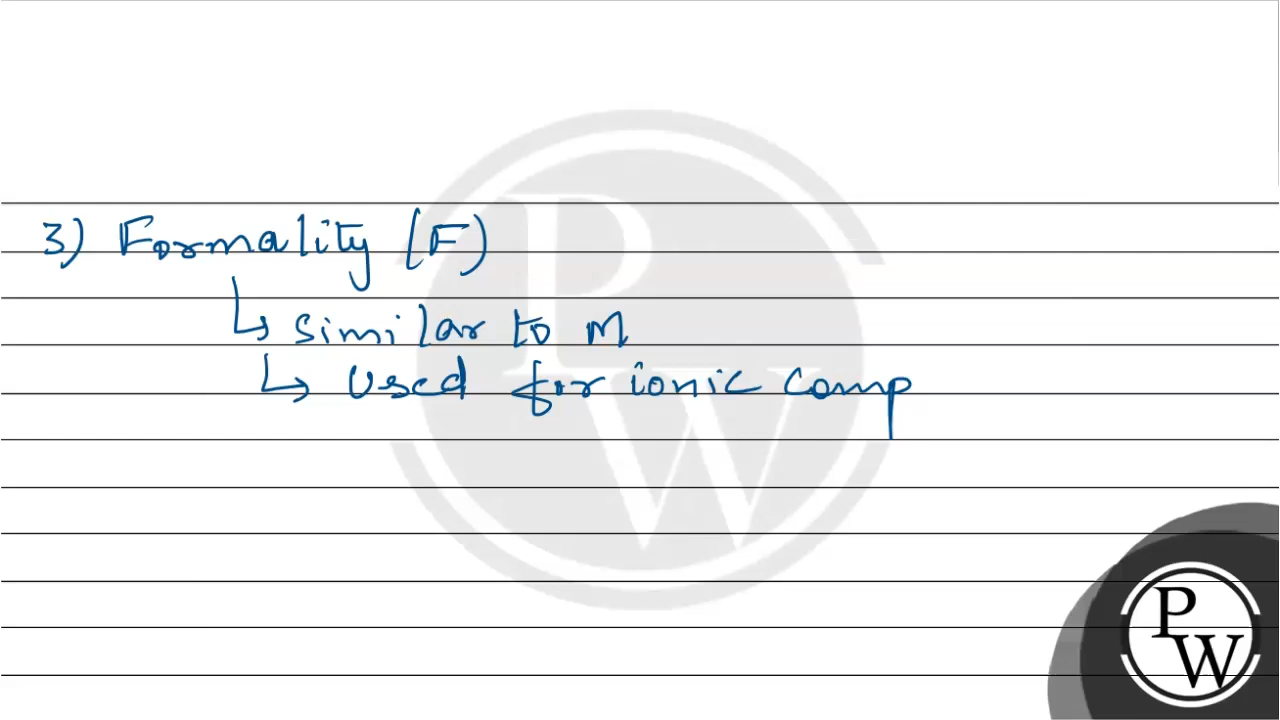 3) Formality (F)
↳ Similar to M
↳ Used for ionic comp
P
W
P
W